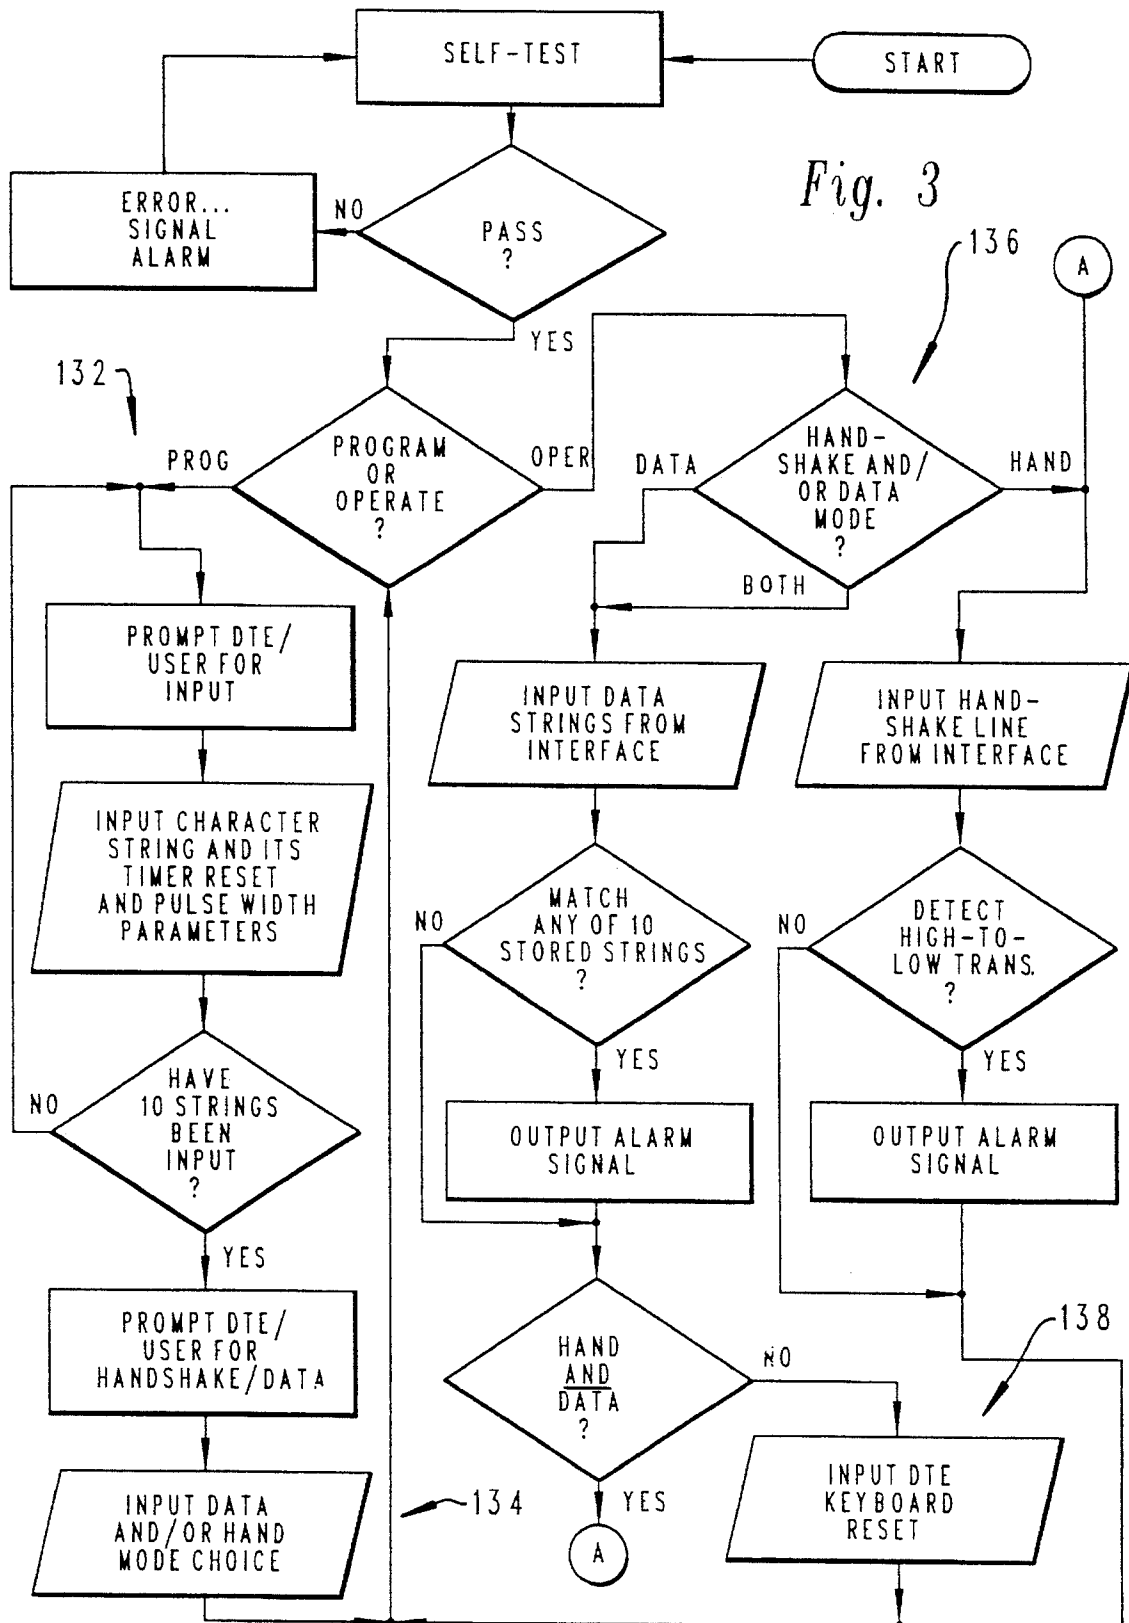 SELF-TEST
START
Fig. 3
ERROR...
SIGNAL
ALARM
NO
PASS
?
YES
136
A
132
PROG
PROGRAM
OR
OPERATE
?
OPER
DATA
HAND-
SHAKE AND/
OR DATA
MODE
?
HAND
BOTH
PROMPT DTE/
USER FOR
INPUT
INPUT DATA
STRINGS FROM
INTERFACE
INPUT HAND-
SHAKE LINE
FROM INTERFACE
INPUT CHARACTER
STRING AND ITS
TIMER RESET
AND PULSE WIDTH
PARAMETERS
NO
MATCH
ANY OF 10
STORED STRINGS
?
NO
DETECT
HIGH-TO-
LOW TRANS.
?
YES
YES
NO
HAVE
10 STRINGS
BEEN
INPUT
?
OUTPUT ALARM
SIGNAL
OUTPUT ALARM
SIGNAL
YES
PROMPT DTE/
USER FOR
HANDSHAKE/DATA
HAND
AND
DATA
?
NO
138
INPUT DATA
AND/OR HAND
MODE CHOICE
134
YES
A
INPUT DTE
KEYBOARD
RESET